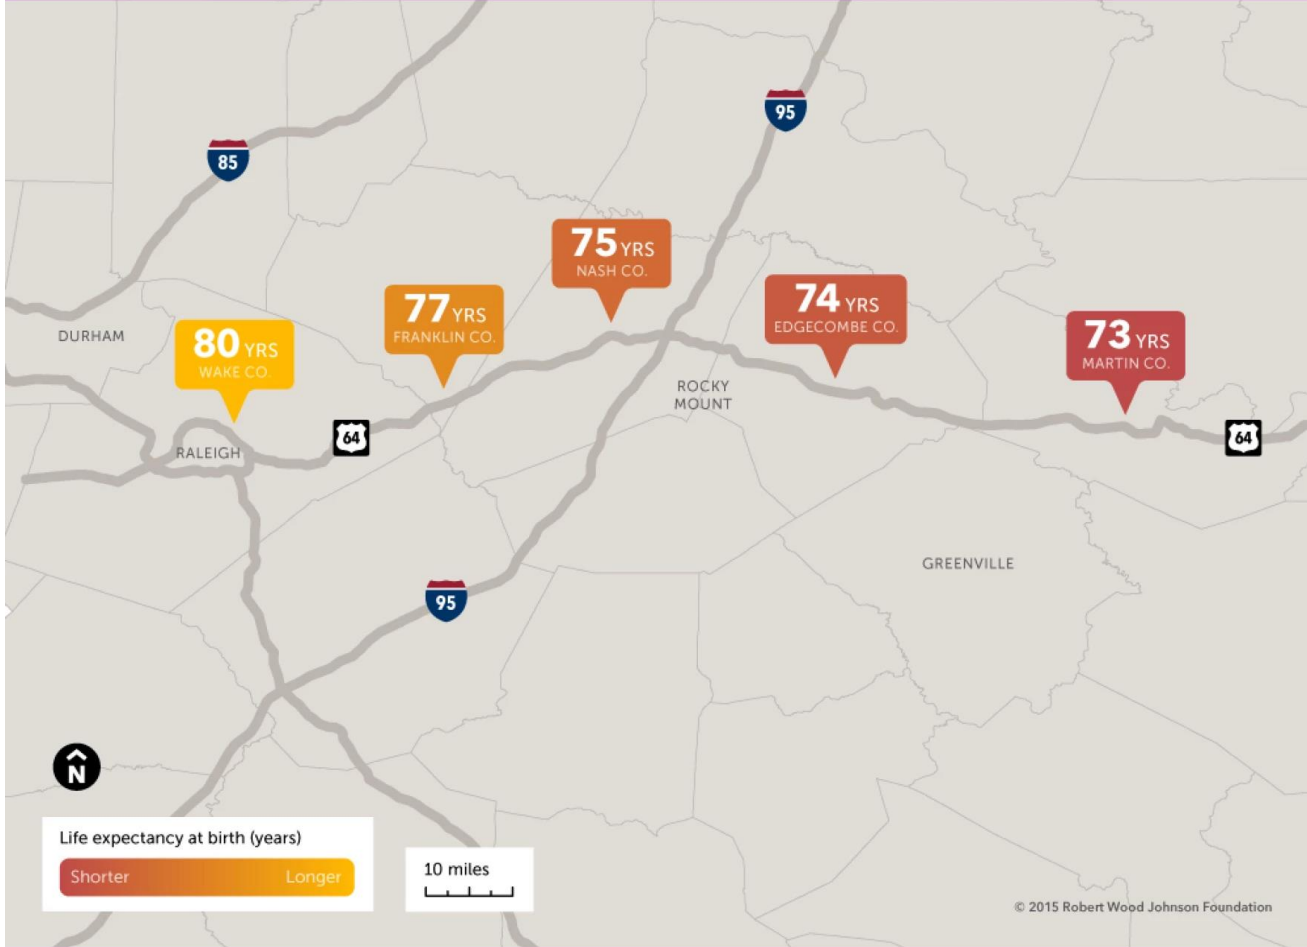 95
85
75 YRS
NASH CO.
74 YRS
EDGECOMBE CO.
77 YRS
FRANKLIN CO.
73 YRS
MARTIN CO.
DURHAM
80 YRS
WAKE CO.
ROCKY
MOUNT
64
64
RALEIGH
GREENVILLE
95
N
Life expectancy at birth (years)
Shorter
Longer
10 miles
© 2015 Robert Wood Johnson Foundation